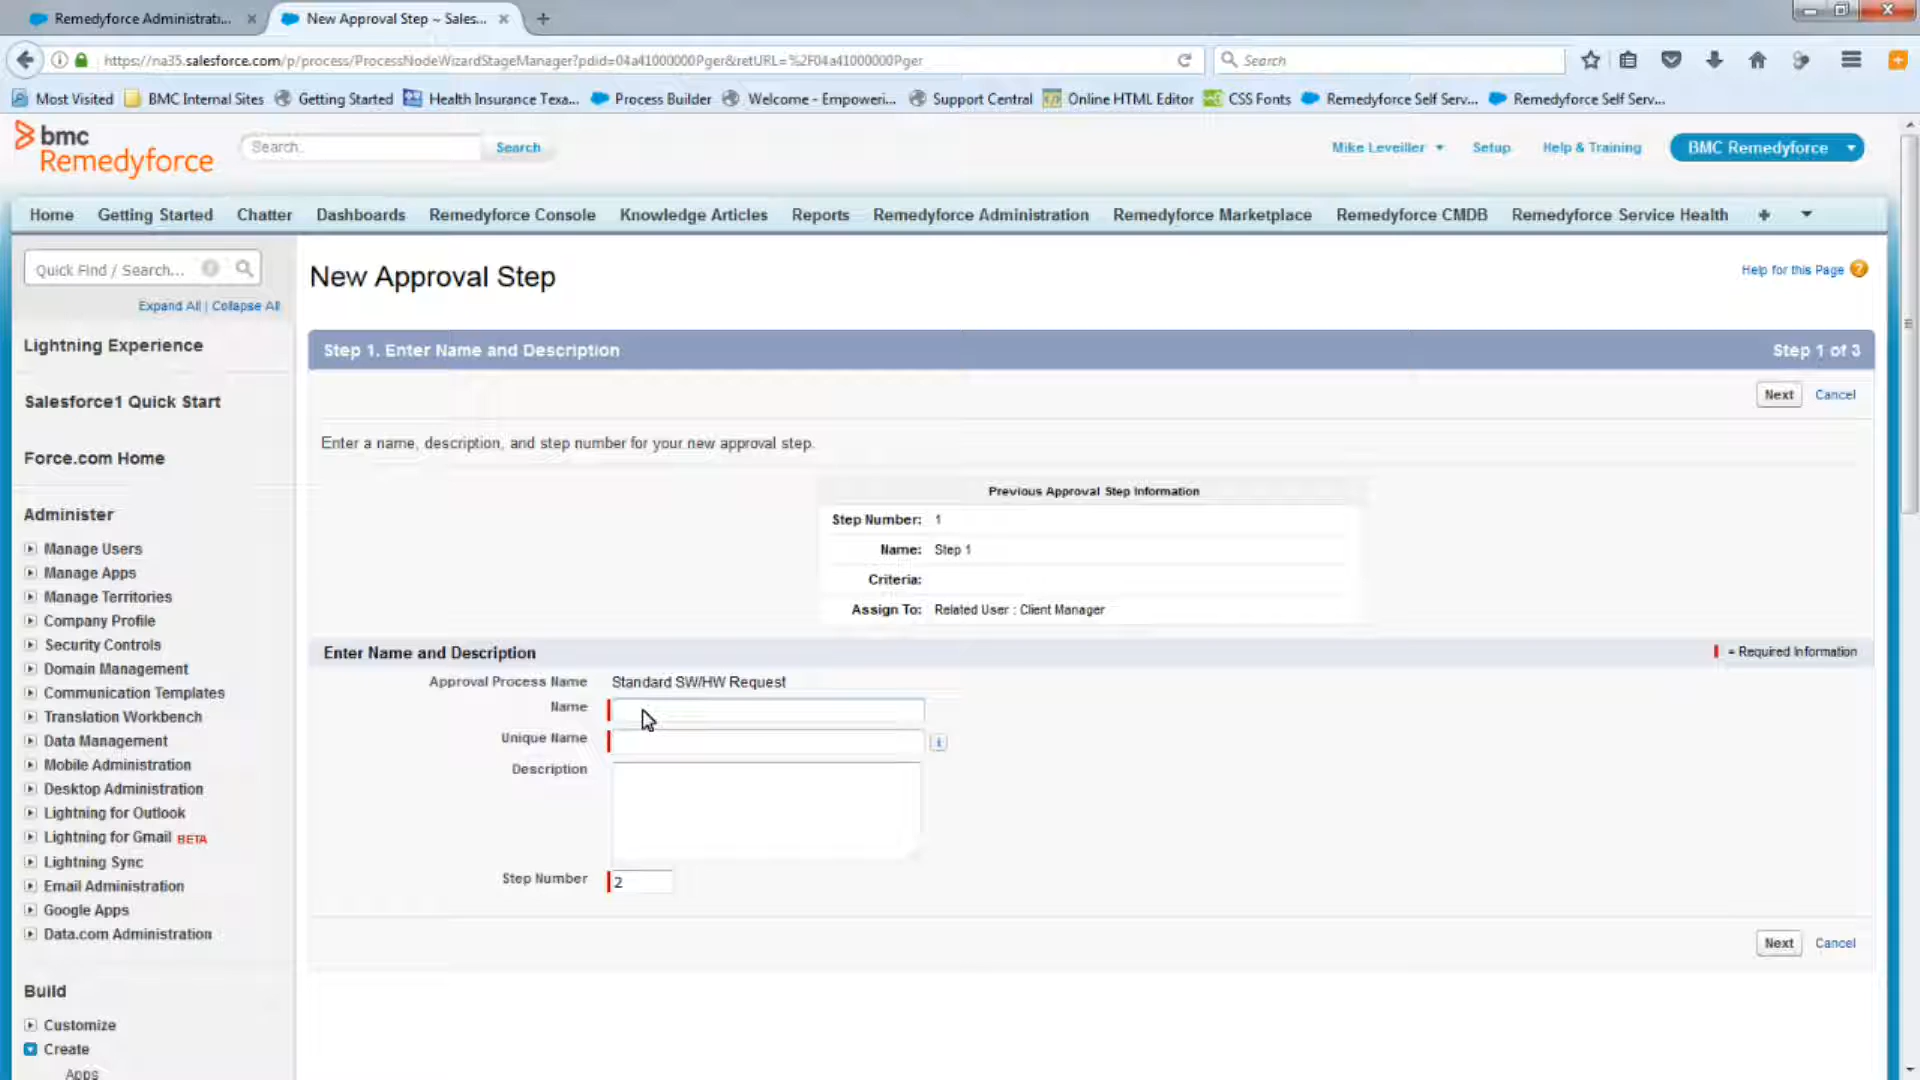 Remedyforce Administrati...
New Approval Step ~ Sales...
https://na35.salesforce.com/p/process/ProcessNodeWizardStageManager?pdid=04a41000000Pger&retURL=%2F04a41000000Pger
Search
Most Visited
BMC Internal Sites
Getting Started
Health Insurance Texa...
Process Builder
Welcome - Empoweri...
Support Central
Online HTML Editor
CSS Fonts
Remedyforce Self Serv...
Remedyforce Self Serv...
bmc
Remedyforce
Search...
Search
Mike Leveiller
Setup
Help & Training
BMC Remedyforce
Home
Getting Started
Chatter
Dashboards
Remedyforce Console
Knowledge Articles
Reports
Remedyforce Administration
Remedyforce Marketplace
Remedyforce CMDB
Remedyforce Service Health
Quick Find / Search...
Expand All | Collapse All
Lightning Experience
Salesforce1 Quick Start
Force.com Home
Administer
Manage Users
Manage Apps
Manage Territories
Company Profile
Security Controls
Domain Management
Communication Templates
Translation Workbench
Data Management
Mobile Administration
Desktop Administration
Lightning for Outlook
Lightning for Gmail BETA
Lightning Sync
Email Administration
Google Apps
Data.com Administration
Build
Customize
Create
Apps
New Approval Step
Help for this Page
Step 1. Enter Name and Description
Step 1 of 3
Next
Cancel
Enter a name, description, and step number for your new approval step.
Previous Approval Step Information
Step Number: 1
Name: Step 1
Criteria:
Assign To: Related User : Client Manager
Enter Name and Description
= Required Information
Approval Process Name Standard SW/HW Request
Name
Unique Name
Description
Step Number 2
Next
Cancel